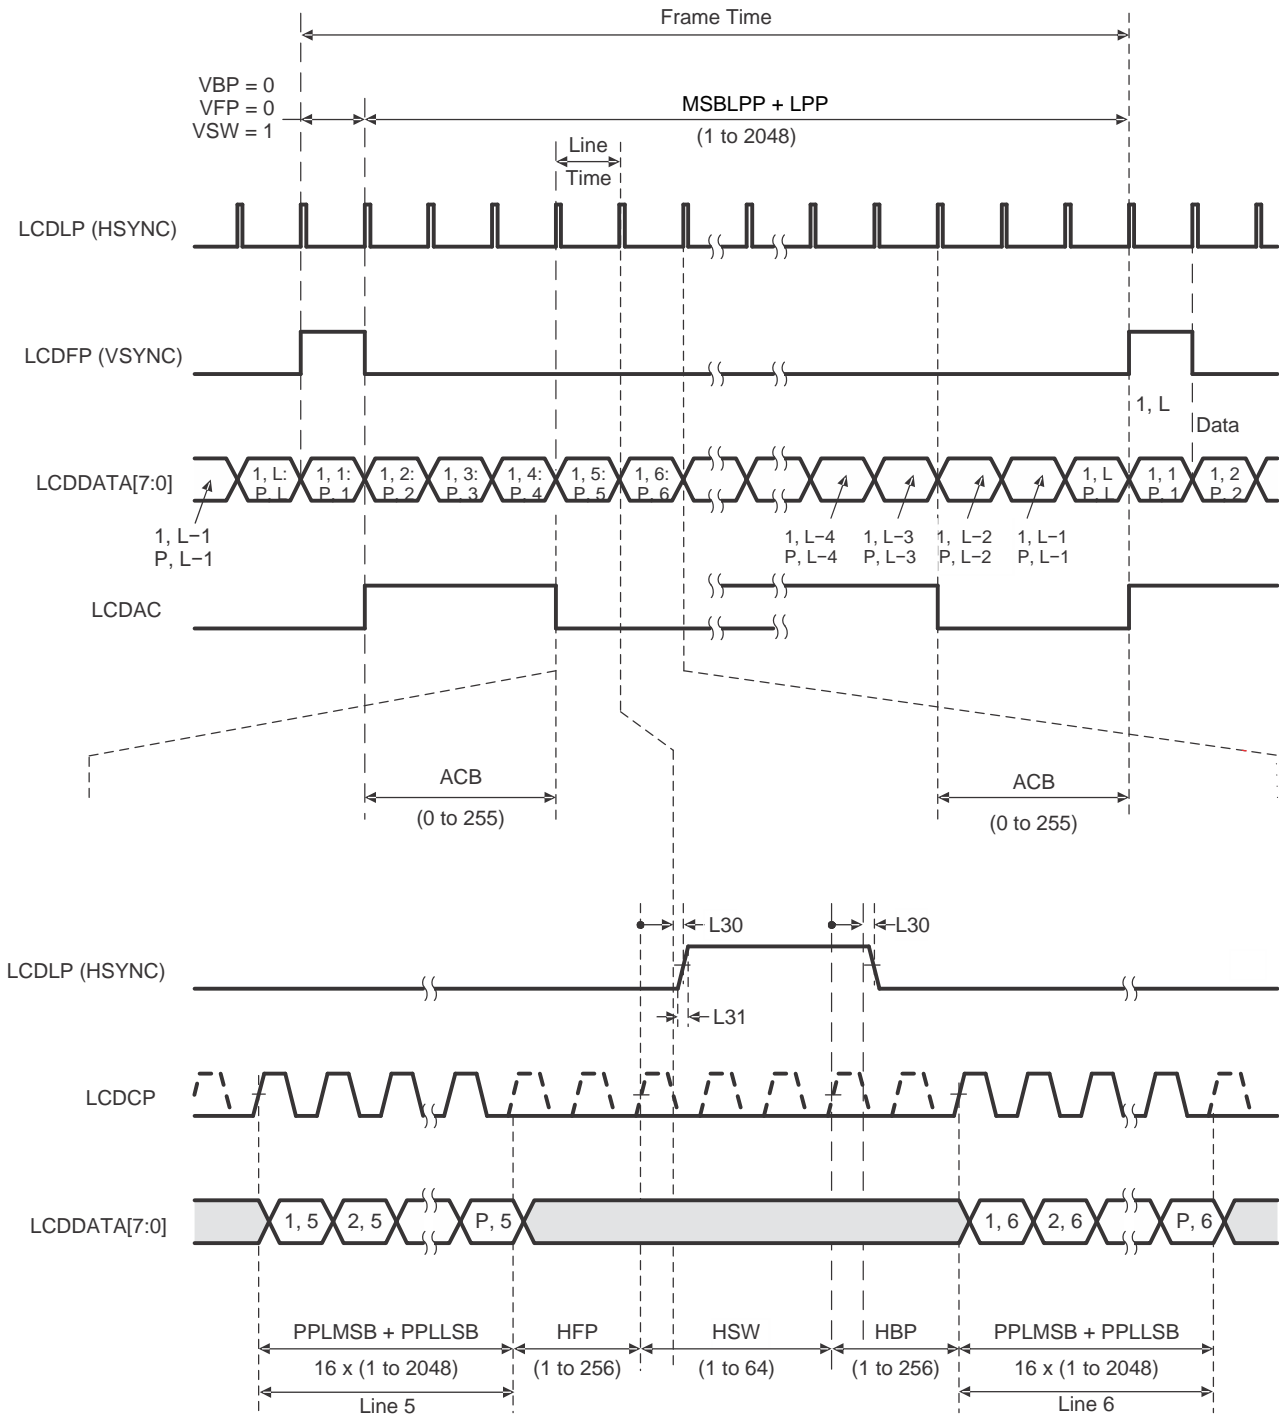 Frame Time
VBP = 0
VFP = 0
VSW = 1
MSBLPP + LPP
(1 to 2048)
Line
Time
LCDLP (HSYNC)
LCDFP (VSYNC)
1, L
Data
LCDDATA[7:0]
1, L: 1, 1: 1, 2: 1, 3: 1, 4: 1, 5: 1, 6: 1, L 1, 1 1, 2
P, L P, 1 P, 2 P, 3 P, 4 P, 5 P, 6 P, L P, 1 P, 2
1, L−1 1, L−4 1, L−3 1, L−2 1, L−1
P, L−1 P, L−4 P, L−3 P, L−2 P, L−1
LCDAC
ACB ACB
(0 to 255) (0 to 255)
L30 L30
LCDLP (HSYNC)
L31
LCDCP
LCDDATA[7:0]
1, 5 2, 5 P, 5 1, 6 2, 6 P, 6
PPLMSB + PPLLSB HFP HSW HBP PPLMSB + PPLLSB
16 x (1 to 2048) (1 to 256) (1 to 64) (1 to 256) 16 x (1 to 2048)
Line 5 Line 6